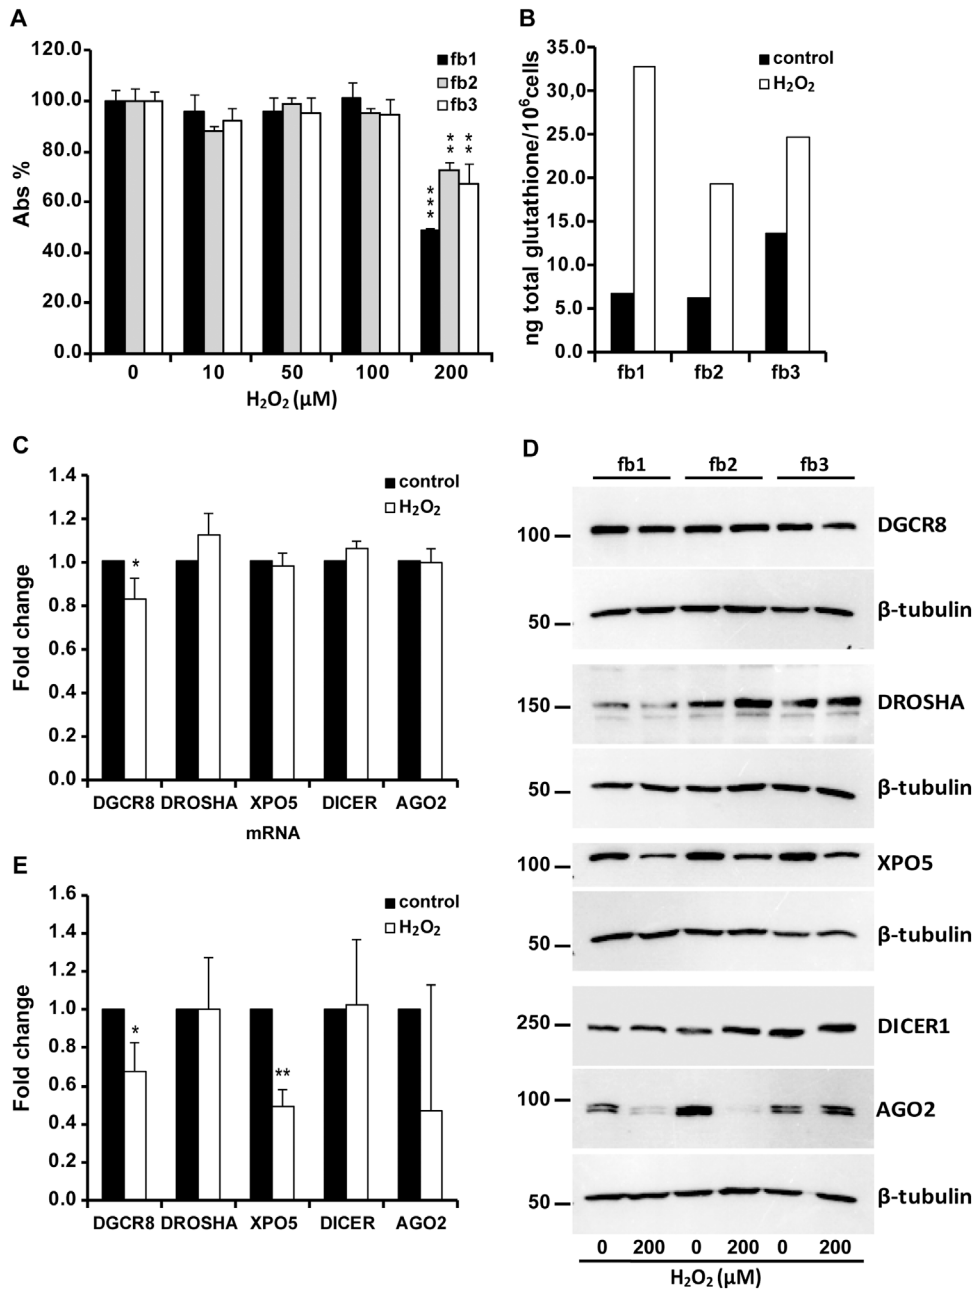 A
120.0
100.0
80.0
60.0
40.0
20.0
0.0
Abs %
fb1
fb2
fb3
***
**
**
0 10 50 100 200
H₂O₂ (µM)
B
35.0
30,0
25.0
20.0
15.0
10.0
5.0
0.0
ng total glutathione/10⁶cells
control
H₂O₂
fb1 fb2 fb3
C
1.4
1.2
1.0
0.8
0.6
0.4
0.2
0.0
Fold change
control
H₂O₂
*
DGCR8 DROSHA XPO5 DICER AGO2
mRNA
D
fb1 fb2 fb3
100 DGCR8
50 β-tubulin
150 DROSHA
50 β-tubulin
100 XPO5
50 β-tubulin
250 DICER1
100 AGO2
50 β-tubulin
0 200 0 200 0 200
H₂O₂ (µM)
E
1.6
1.4
1.2
1.0
0.8
0.6
0.4
0.2
0.0
Fold change
control
H₂O₂
*
**
DGCR8 DROSHA XPO5 DICER AGO2